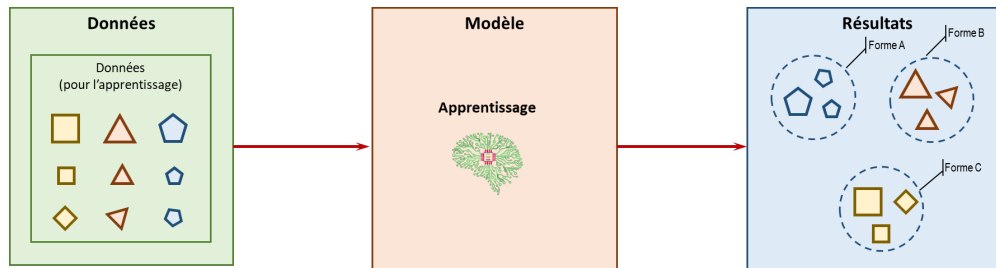 Données
Données
(pour l'apprentissage)
Modèle
Apprentissage
Résultats
Forme A
Forme B
Forme C